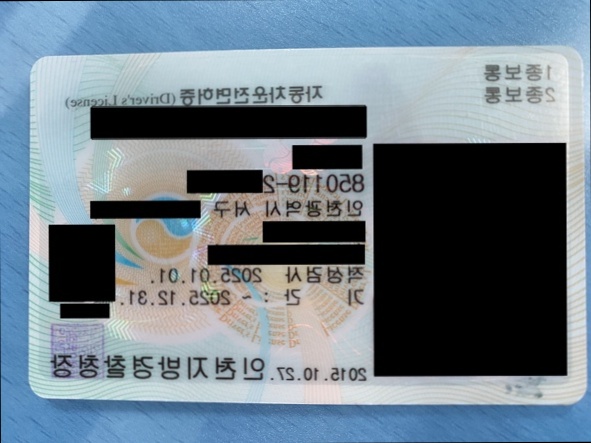 1종보통
2종보통
자동차운전면허증 (Driver's License)
850119-2
인천광역시 서구
적성검사 2025.01.01.
기 간 : ~ 2025.12.31.
2015.10.27. 인천지방경찰청장